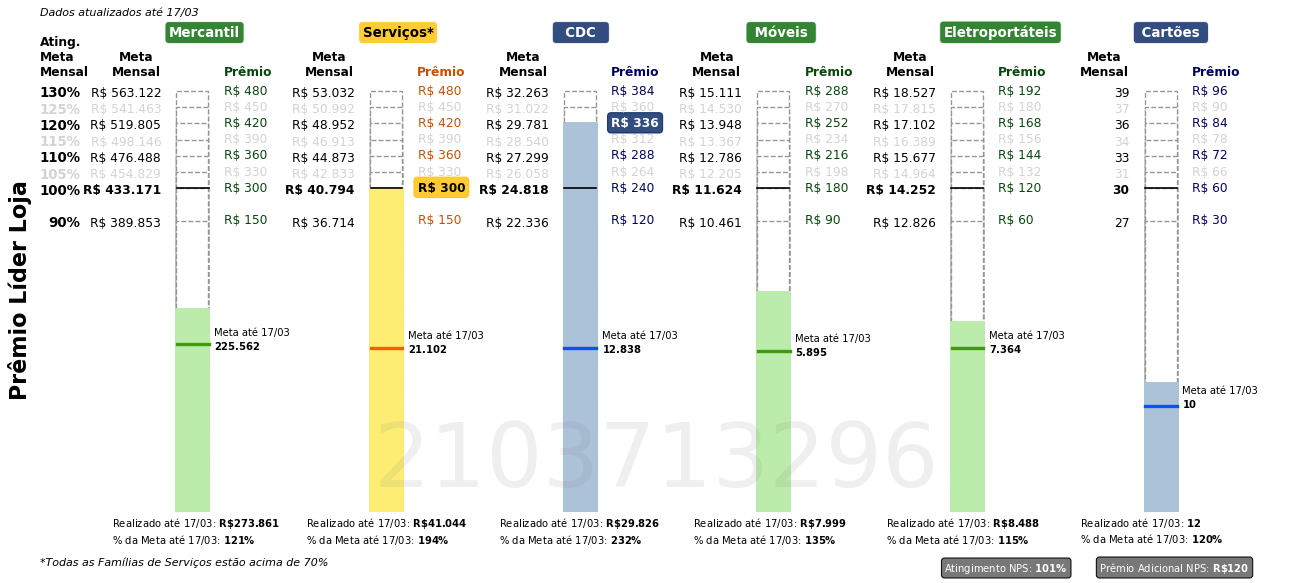 Dados atualizados até 17/03
Mercantil Serviços* CDC Móveis Eletroportáteis Cartões
Ating. Meta Mensal Meta Mensal Prêmio Meta Mensal Prêmio Meta Mensal Prêmio Meta Mensal Prêmio Meta Mensal Prêmio Meta Mensal Prêmio
130% R$ 563.122 R$ 480 R$ 53.032 R$ 480 R$ 32.263 R$ 384 R$ 15.111 R$ 288 R$ 18.527 R$ 192 39 R$ 96
125% R$ 541.463 R$ 450 R$ 50.992 R$ 450 R$ 31.022 R$ 360 R$ 14.530 R$ 270 R$ 17.815 R$ 180 37 R$ 90
120% R$ 519.805 R$ 420 R$ 48.952 R$ 420 R$ 29.781 R$ 336 R$ 13.948 R$ 252 R$ 17.102 R$ 168 36 R$ 84
115% R$ 498.146 R$ 390 R$ 46.913 R$ 390 R$ 28.540 R$ 312 R$ 13.367 R$ 234 R$ 16.389 R$ 156 34 R$ 78
110% R$ 476.488 R$ 360 R$ 44.873 R$ 360 R$ 27.299 R$ 288 R$ 12.786 R$ 216 R$ 15.677 R$ 144 33 R$ 72
105% R$ 454.829 R$ 330 R$ 42.833 R$ 330 R$ 26.058 R$ 264 R$ 12.205 R$ 198 R$ 14.964 R$ 132 31 R$ 66
100% R$ 433.171 R$ 300 R$ 40.794 R$ 300 R$ 24.818 R$ 240 R$ 11.624 R$ 180 R$ 14.252 R$ 120 30 R$ 60
90% R$ 389.853 R$ 150 R$ 36.714 R$ 150 R$ 22.336 R$ 120 R$ 10.461 R$ 90 R$ 12.826 R$ 60 27 R$ 30
Prêmio Líder Loja
Meta até 17/03 Meta até 17/03 Meta até 17/03 Meta até 17/03 Meta até 17/03 Meta até 17/03
225.562 21.102 12.838 5.895 7.364 10
2103713296
Realizado até 17/03: R$273.861 Realizado até 17/03: R$41.044 Realizado até 17/03: R$29.826 Realizado até 17/03: R$7.999 Realizado até 17/03: R$8.488 Realizado até 17/03: 12
% da Meta até 17/03: 121% % da Meta até 17/03: 194% % da Meta até 17/03: 232% % da Meta até 17/03: 135% % da Meta até 17/03: 115% % da Meta até 17/03: 120%
*Todas as Famílias de Serviços estão acima de 70% Atingimento NPS: 101% Prêmio Adicional NPS: R$120